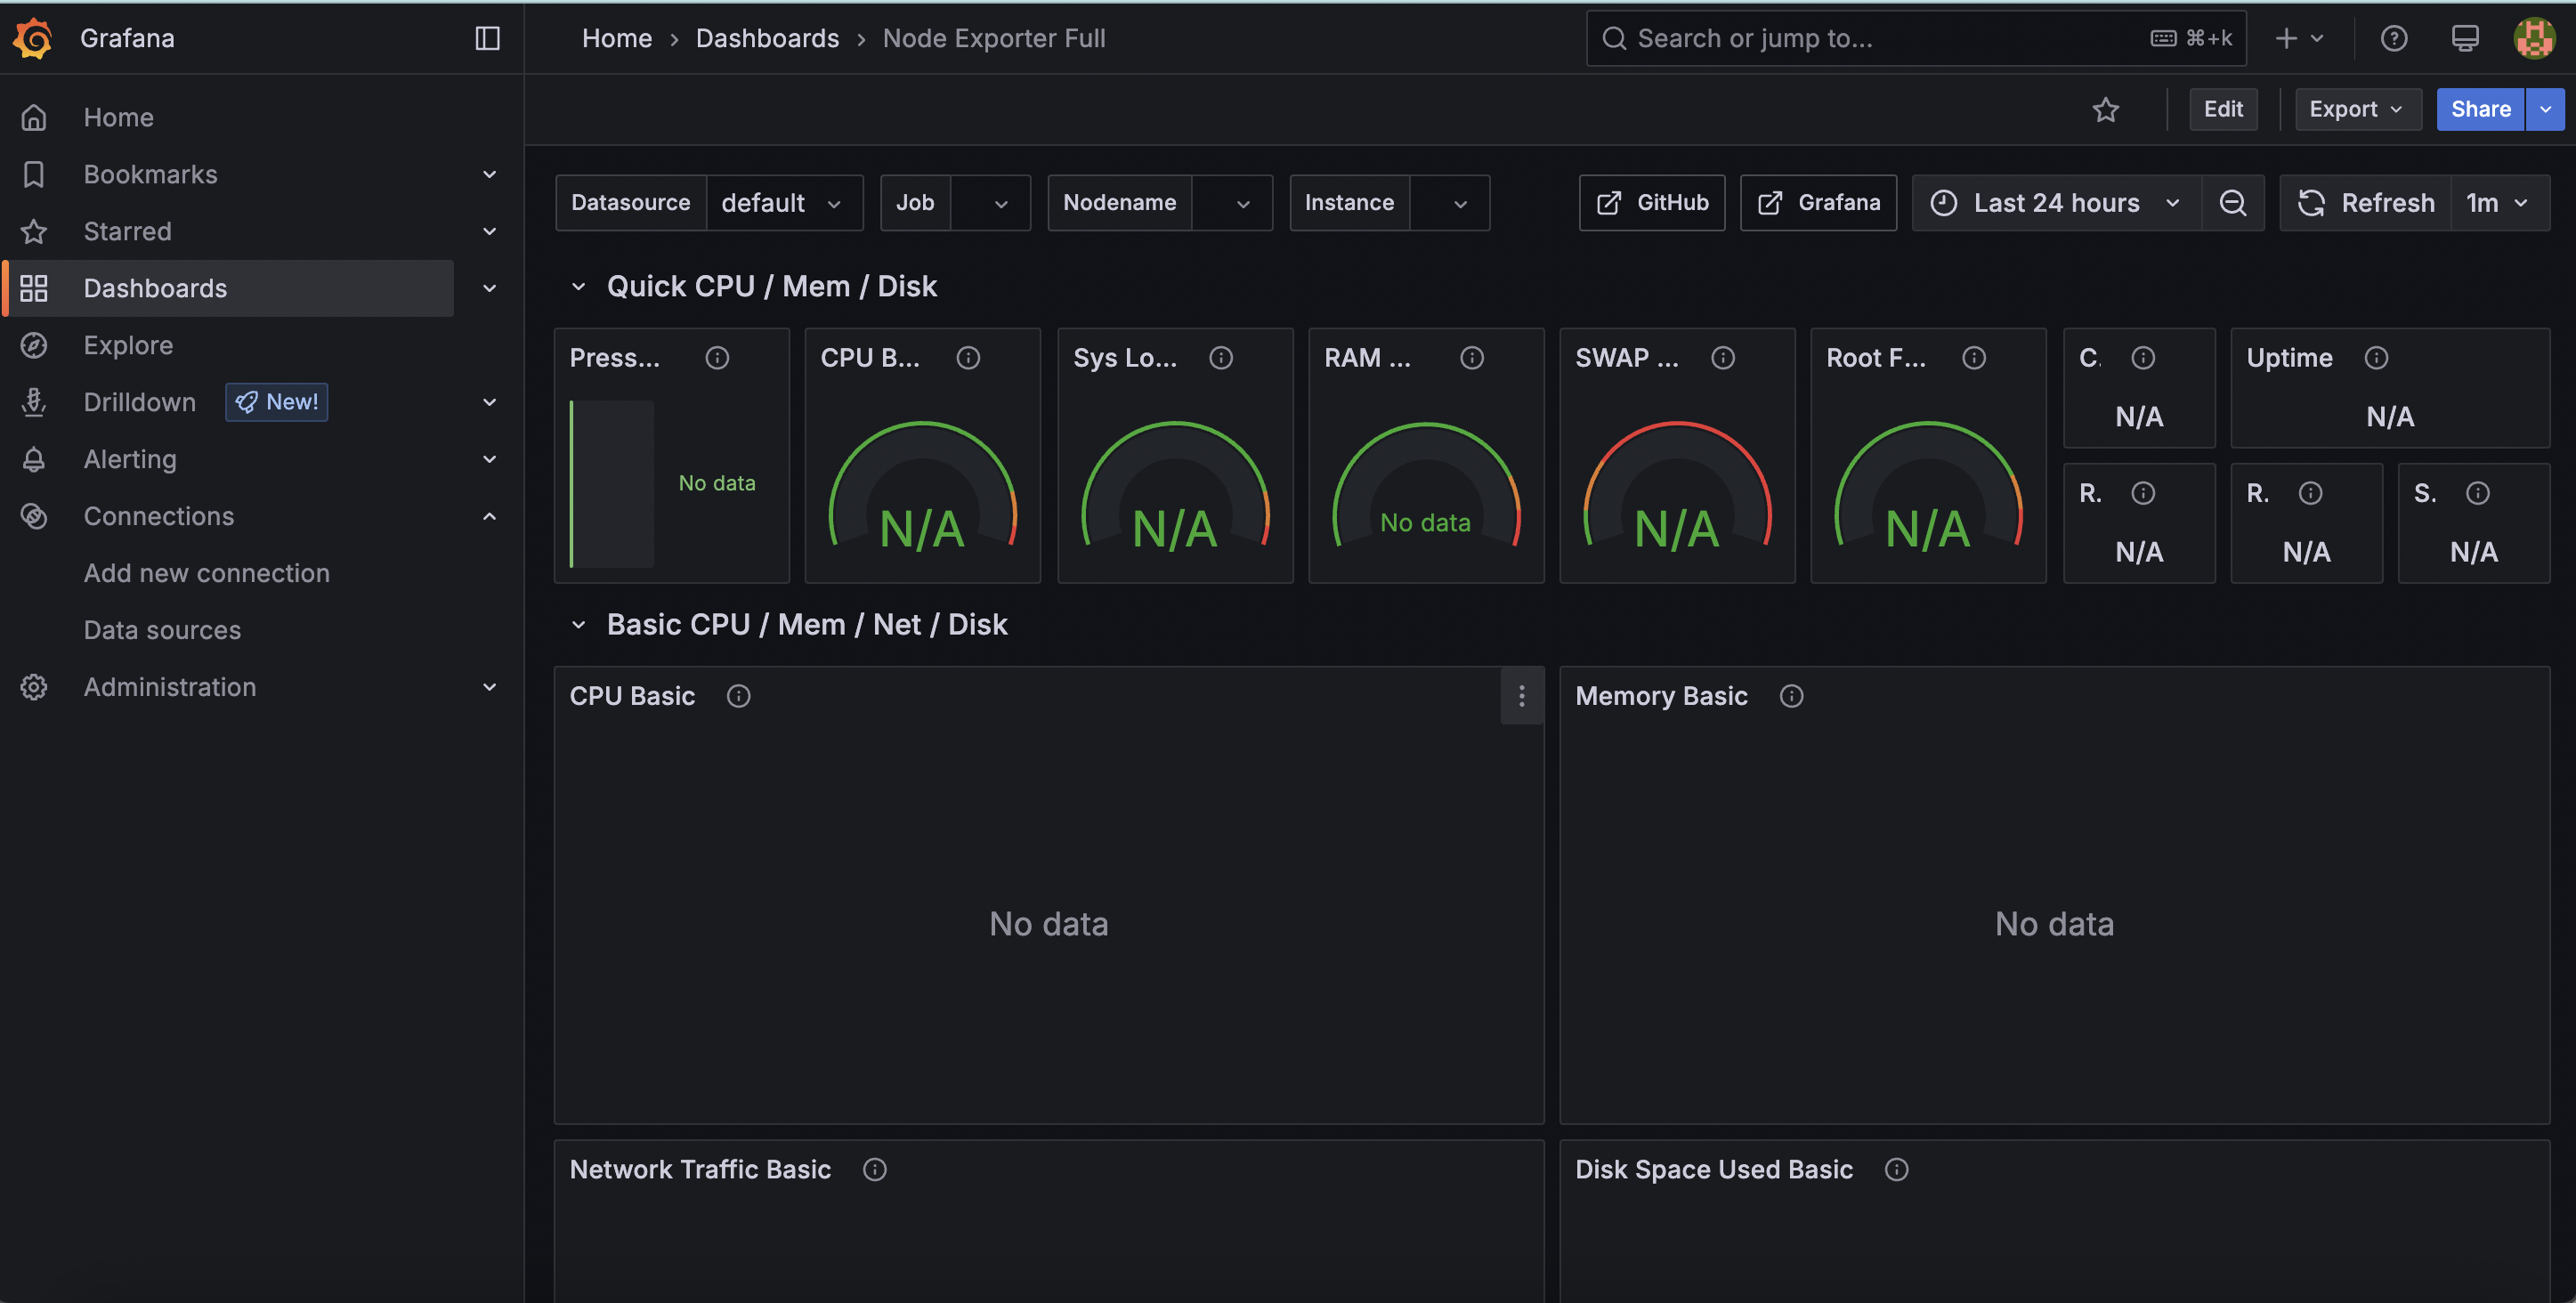 Grafana
Home › Dashboards › Node Exporter Full
Search or jump to...
⌘+k
Home
Bookmarks
Starred
Dashboards
Explore
Drilldown
New!
Alerting
Connections
Add new connection
Data sources
Administration
Edit
Export
Share
Datasource
default
Job
Nodename
Instance
GitHub
Grafana
Last 24 hours
Refresh
1m
Quick CPU / Mem / Disk
Press...
No data
CPU B...
N/A
Sys Lo...
N/A
RAM ...
No data
SWAP ...
N/A
Root F...
N/A
C.
N/A
Uptime
N/A
R.
N/A
R.
N/A
S.
N/A
Basic CPU / Mem / Net / Disk
CPU Basic
No data
Memory Basic
No data
Network Traffic Basic
Disk Space Used Basic